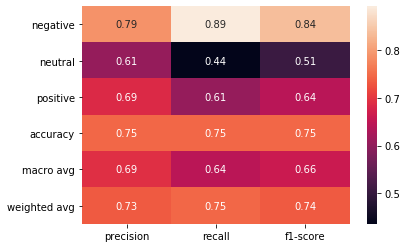 negative 0.79 0.89 0.84
neutral 0.61 0.44 0.51
positive 0.69 0.61 0.64
accuracy 0.75 0.75 0.75
macro avg 0.69 0.64 0.66
weighted avg 0.73 0.75 0.74
precision recall f1-score
0.8
0.7
0.6
0.5